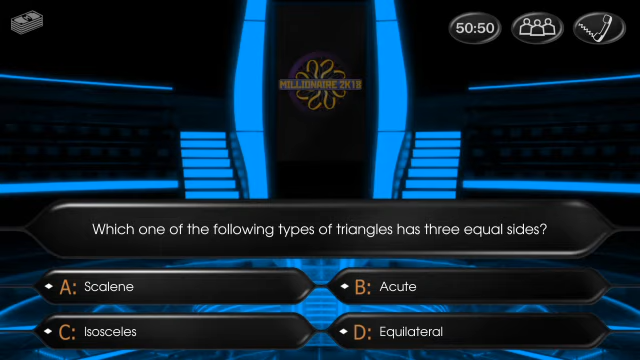 50:50
MILLIONAIRE 2K18
Which one of the following types of triangles has three equal sides?
A: Scalene
B: Acute
C: Isosceles
D: Equilateral